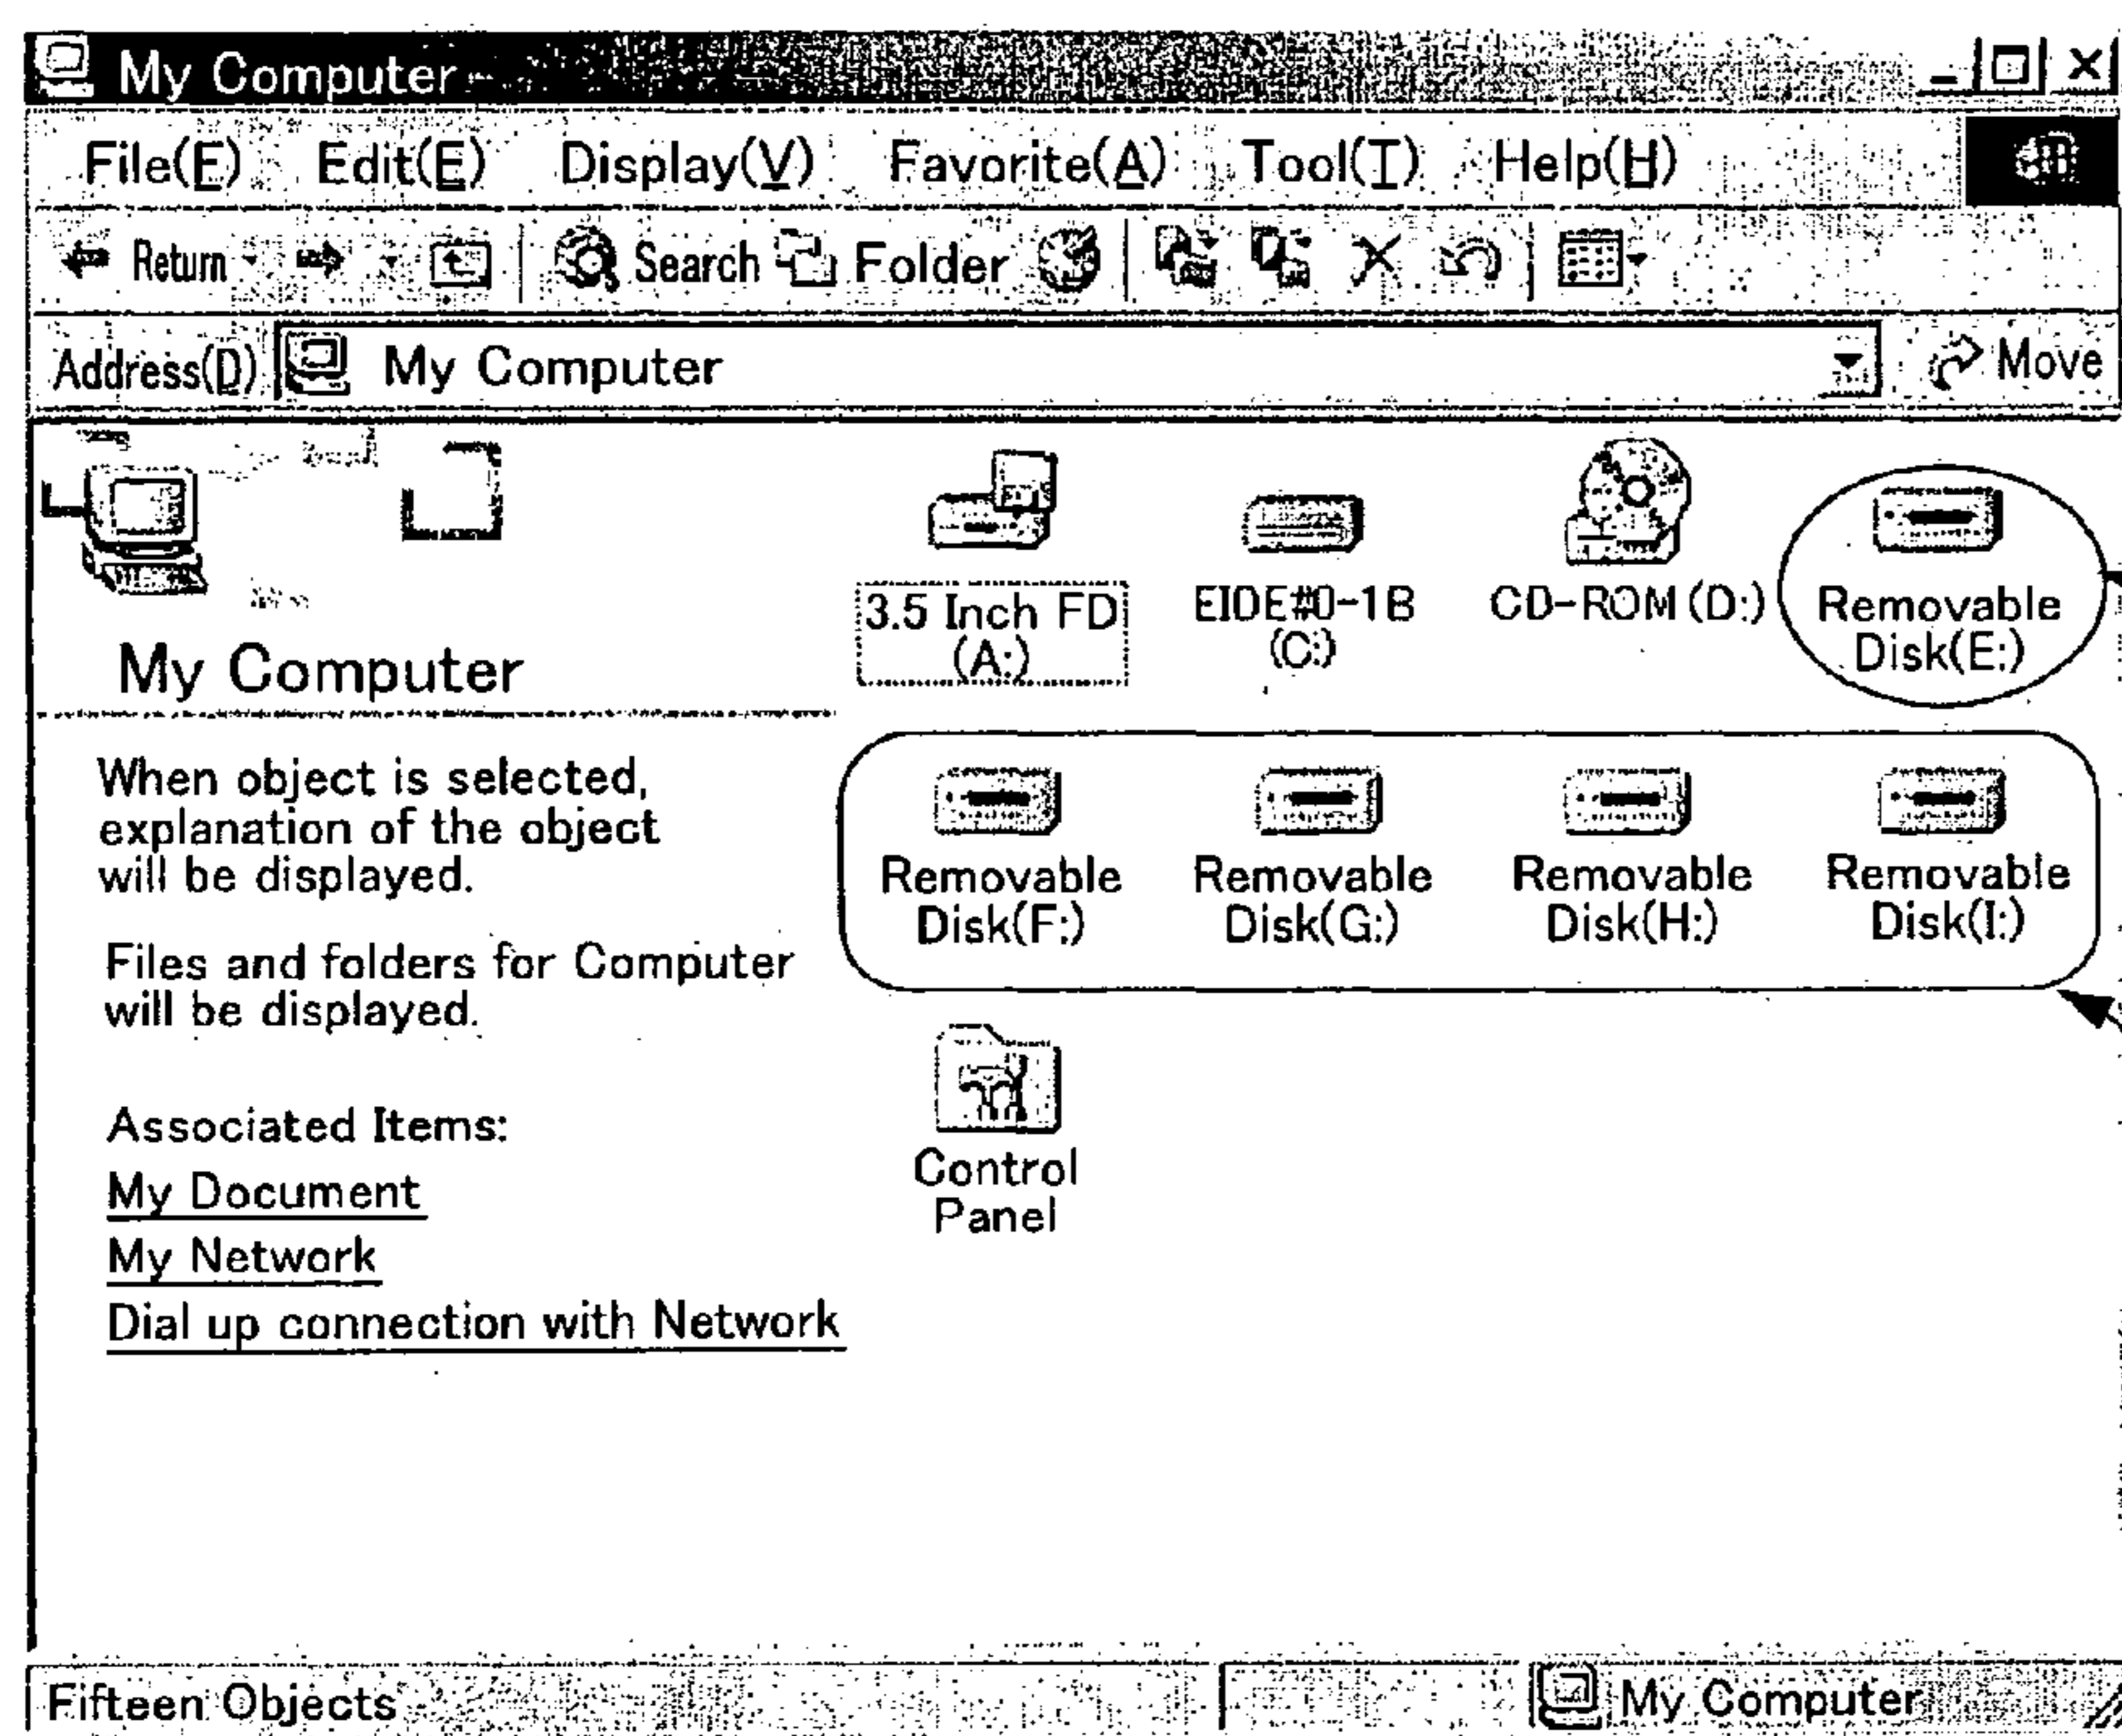 My Computer
File(F) Edit(E) Display(V) Favorite(A) Tool(T) Help(H)
Return Search Folder
Address(D) My Computer Move
3.5 Inch FD
(A:)
EIDE#0-1B
(C:)
CD-ROM(D:)
Removable
Disk(E:)
My Computer
When object is selected,
explanation of the object
will be displayed.
Removable
Disk(F:)
Removable
Disk(G:)
Removable
Disk(H:)
Removable
Disk(I:)
Files and folders for Computer
will be displayed.
Control
Panel
Associated Items:
My Document
My Network
Dial up connection with Network
Fifteen Objects My Computer